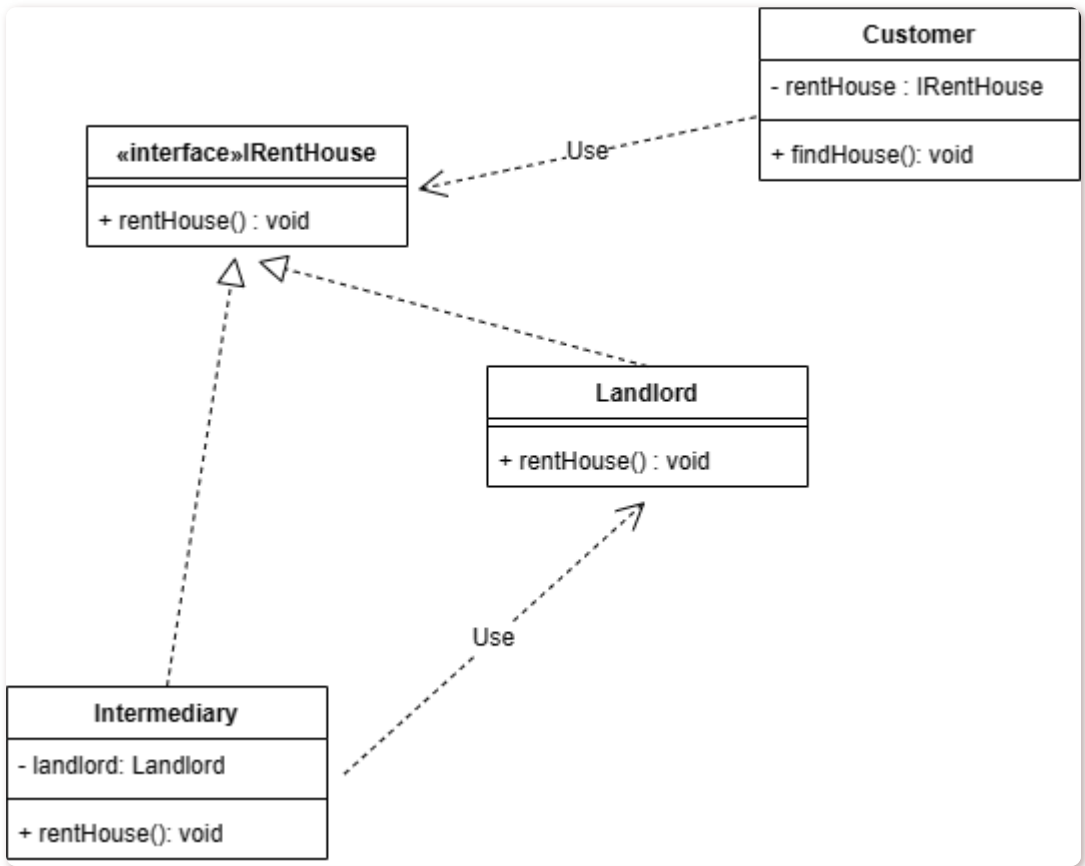 Customer
- rentHouse : IRentHouse
+ findHouse(): void
Use
«interface»IRentHouse
+ rentHouse() : void
Landlord
+ rentHouse() : void
Use
Intermediary
- landlord: Landlord
+ rentHouse(): void